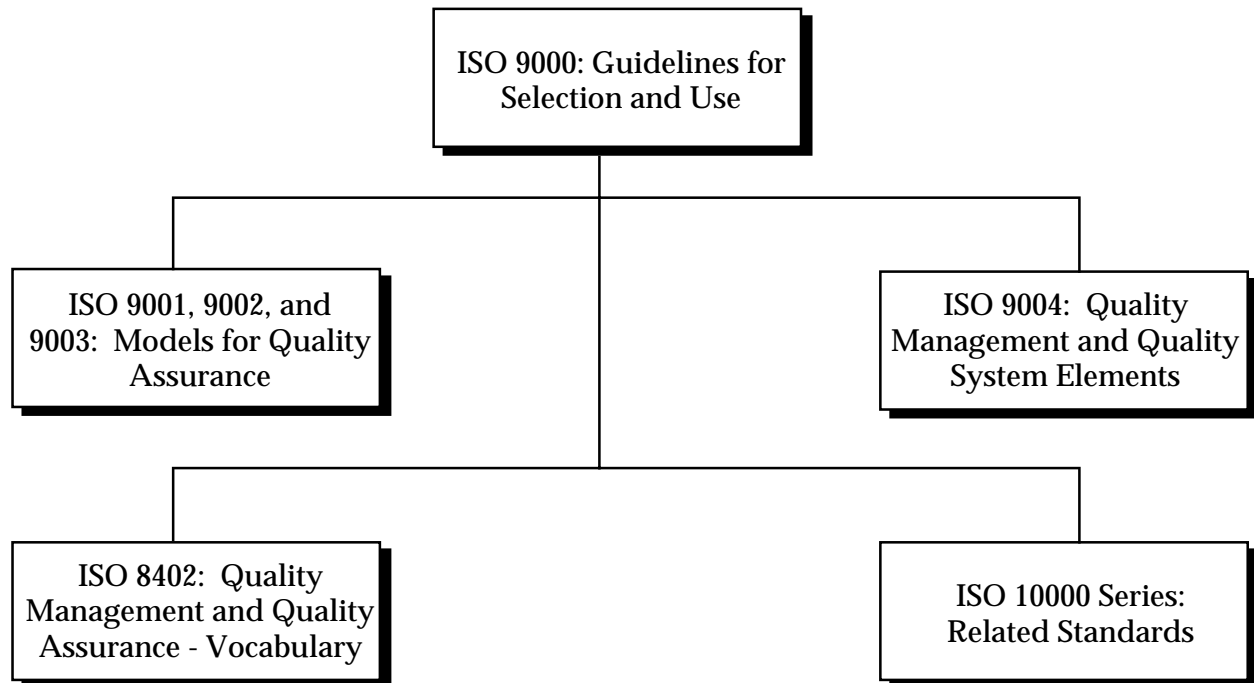 ISO 9000: Guidelines for
Selection and Use
ISO 9001, 9002, and
9003:  Models for Quality
Assurance
ISO 9004:  Quality
Management and Quality
System Elements
ISO 8402:  Quality
Management and Quality
Assurance - Vocabulary
ISO 10000 Series:
Related Standards